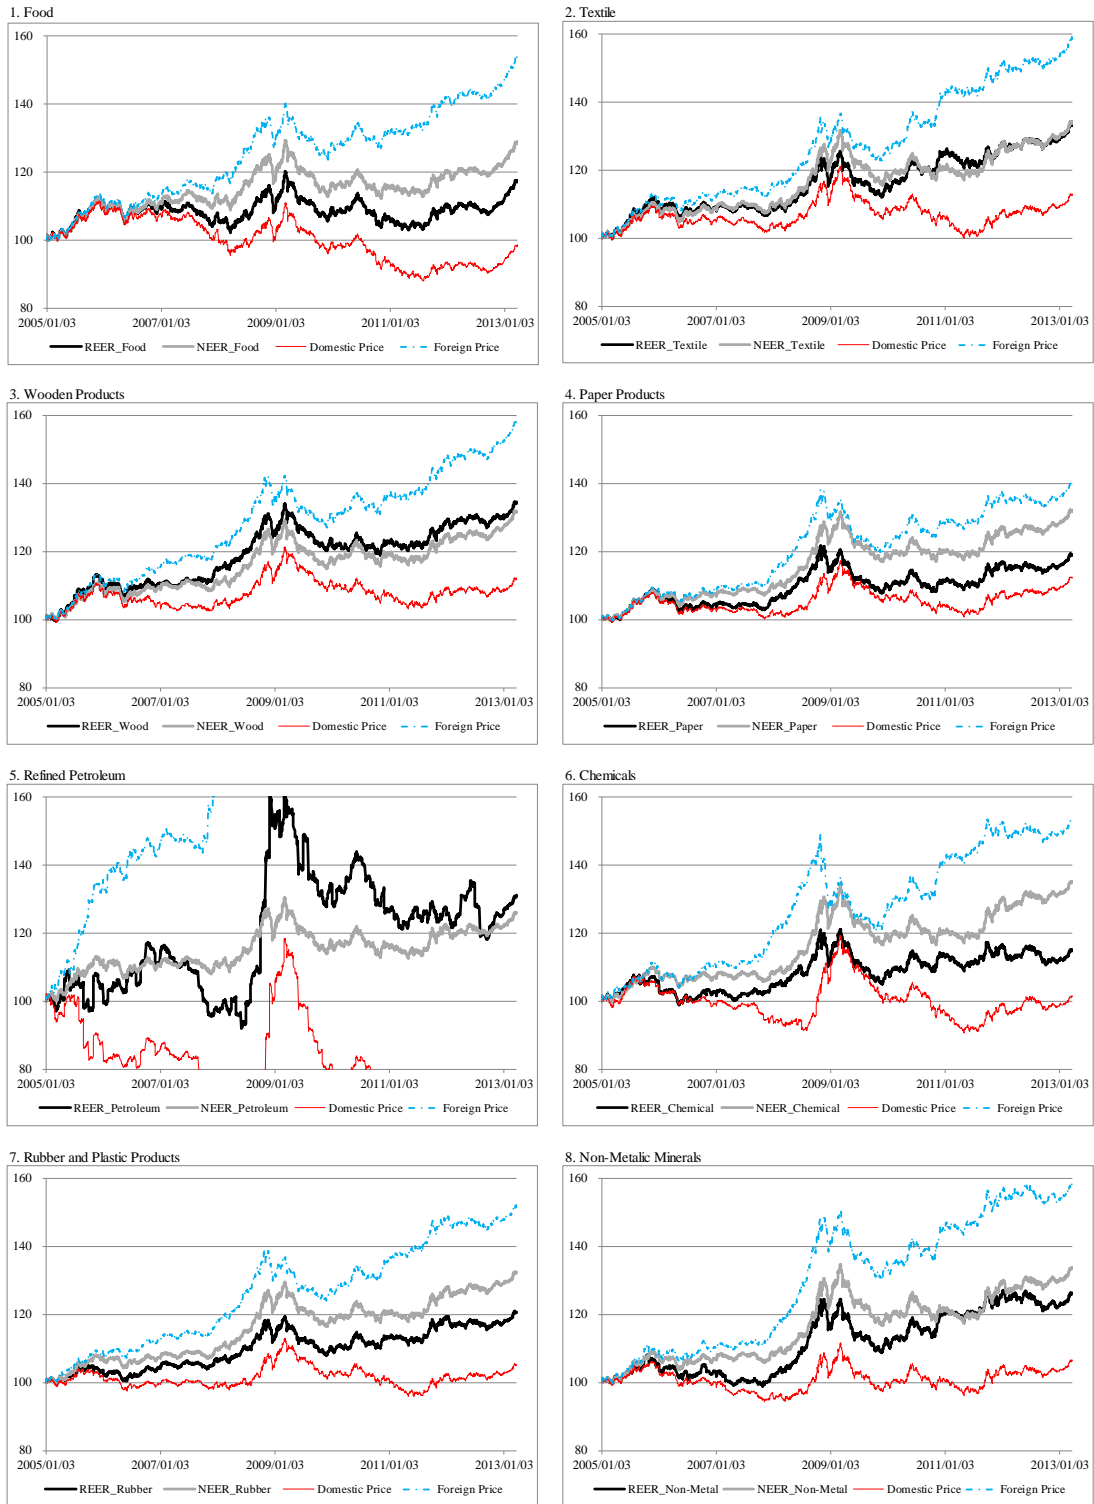 1. Food
160
140
120
100
80
2005/01/03 2007/01/03 2009/01/03 2011/01/03 2013/01/03
REER_Food NEER_Food Domestic Price Foreign Price
2. Textile
160
140
120
100
80
2005/01/03 2007/01/03 2009/01/03 2011/01/03 2013/01/03
REER_Textile NEER_Textile Domestic Price Foreign Price
3. Wooden Products
160
140
120
100
80
2005/01/03 2007/01/03 2009/01/03 2011/01/03 2013/01/03
REER_Wood NEER_Wood Domestic Price Foreign Price
4. Paper Products
160
140
120
100
80
2005/01/03 2007/01/03 2009/01/03 2011/01/03 2013/01/03
REER_Paper NEER_Paper Domestic Price Foreign Price
5. Refined Petroleum
160
140
120
100
80
2005/01/03 2007/01/03 2009/01/03 2011/01/03 2013/01/03
REER_Petroleum NEER_Petroleum Domestic Price Foreign Price
6. Chemicals
160
140
120
100
80
2005/01/03 2007/01/03 2009/01/03 2011/01/03 2013/01/03
REER_Chemical NEER_Chemical Domestic Price Foreign Price
7. Rubber and Plastic Products
160
140
120
100
80
2005/01/03 2007/01/03 2009/01/03 2011/01/03 2013/01/03
REER_Rubber NEER_Rubber Domestic Price Foreign Price
8. Non-Metalic Minerals
160
140
120
100
80
2005/01/03 2007/01/03 2009/01/03 2011/01/03 2013/01/03
REER_Non-Metal NEER_Non-Metal Domestic Price Foreign Price